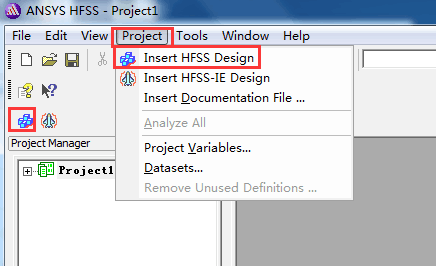 ANSYS HFSS - Project1
File Edit View Project Tools Window Help
Insert HFSS Design
Insert HFSS-IE Design
Insert Documentation File ...
Analyze All
Project Variables...
Datasets...
Remove Unused Definitions ...
Project Manager
Project1